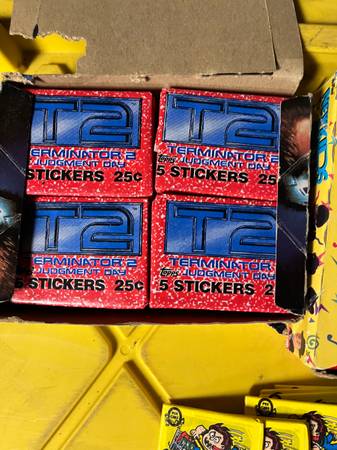 T2
TERMINATOR 2
JUDGMENT DAY
5 STICKERS 25¢
T2
TERMINATOR 2
Topps JUDGMENT DAY
5 STICKERS 25
T2
TERMINATOR 2
JUDGMENT DAY
5 STICKERS 25¢
T2
TERMINATOR
Topps JUDGMENT DAY
5 STICKERS 2